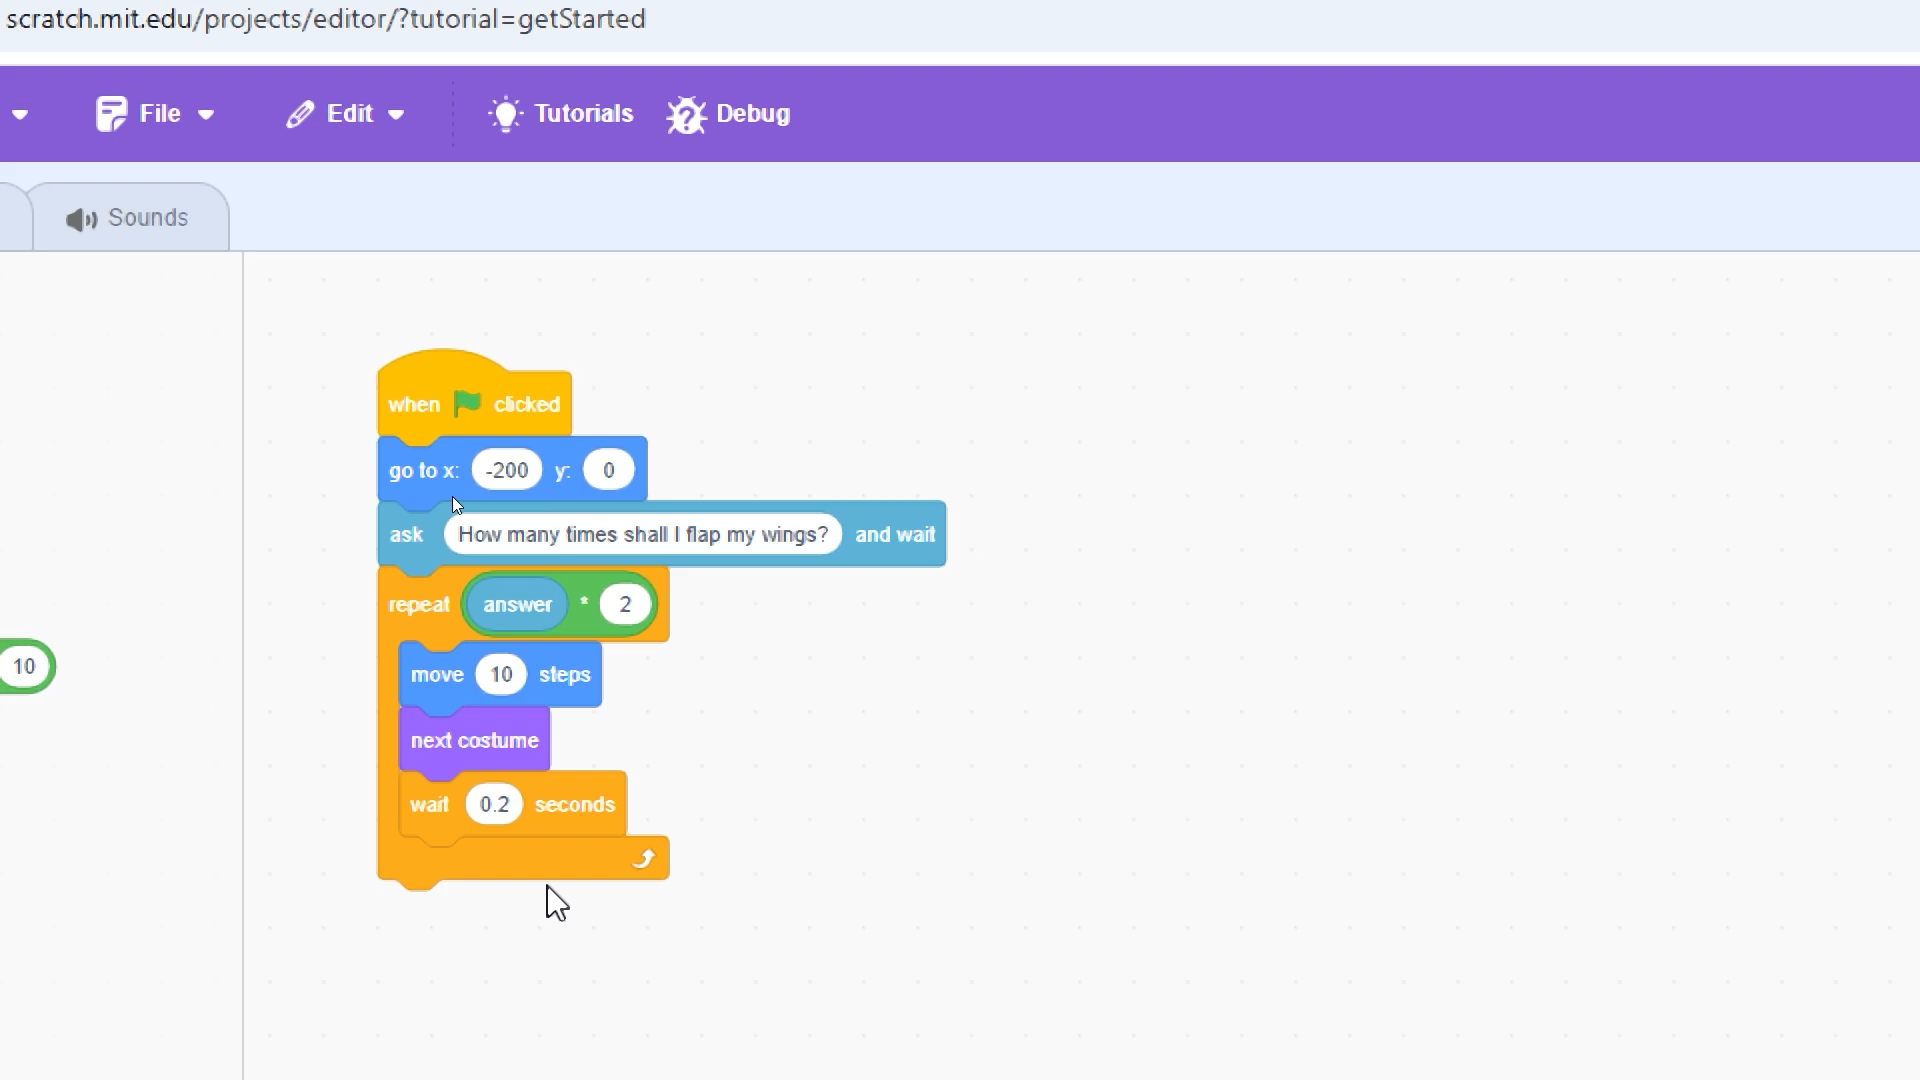 scratch.mit.edu/projects/editor/?tutorial=getStarted
File Edit Tutorials Debug
Sounds
when clicked
go to x: -200 y: 0
ask How many times shall I flap my wings? and wait
repeat answer * 2
10
move 10 steps
next costume
wait 0.2 seconds